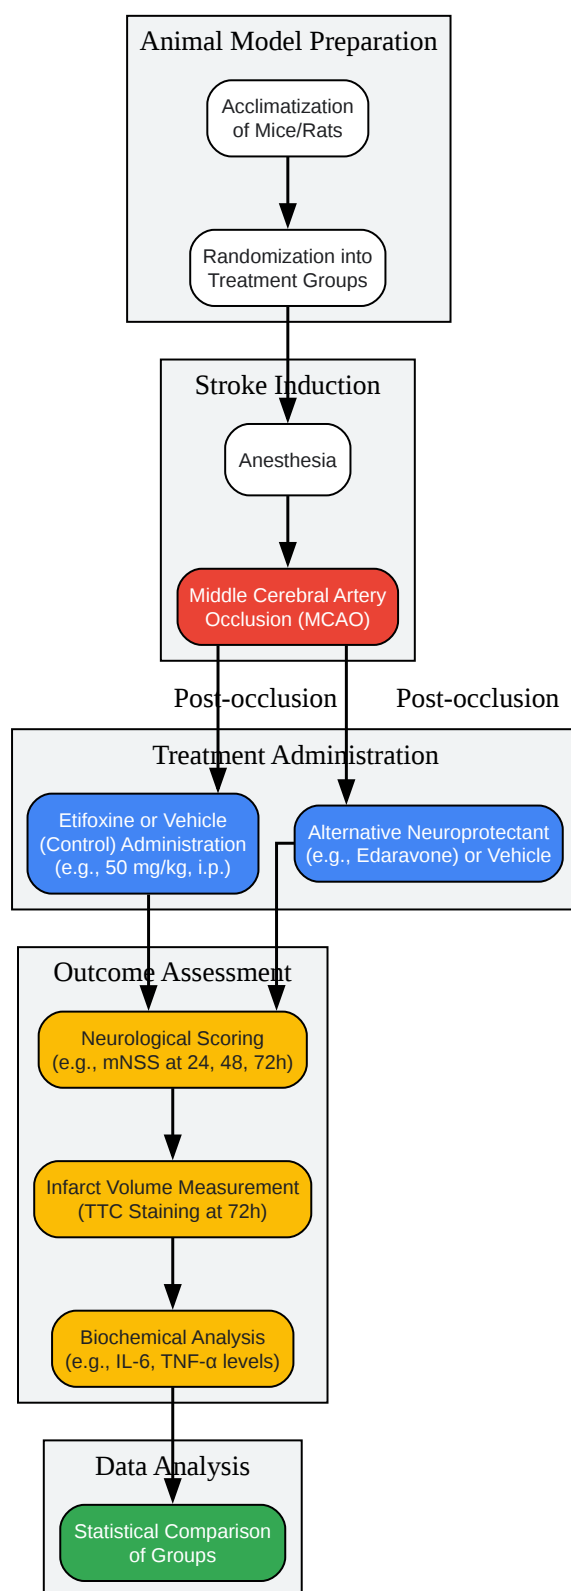 Animal Model Preparation
Acclimatization
of Mice/Rats
Randomization into
Treatment Groups
Stroke Induction
Anesthesia
Middle Cerebral Artery
Occlusion (MCAO)
Post-occlusion
Post-occlusion
Treatment Administration
Etifoxine or Vehicle
(Control) Administration
(e.g., 50 mg/kg, i.p.)
Alternative Neuroprotectant
(e.g., Edaravone) or Vehicle
Outcome Assessment
Neurological Scoring
(e.g., mNSS at 24, 48, 72h)
Infarct Volume Measurement
(TTC Staining at 72h)
Biochemical Analysis
(e.g., IL-6, TNF-α levels)
Data Analysis
Statistical Comparison
of Groups